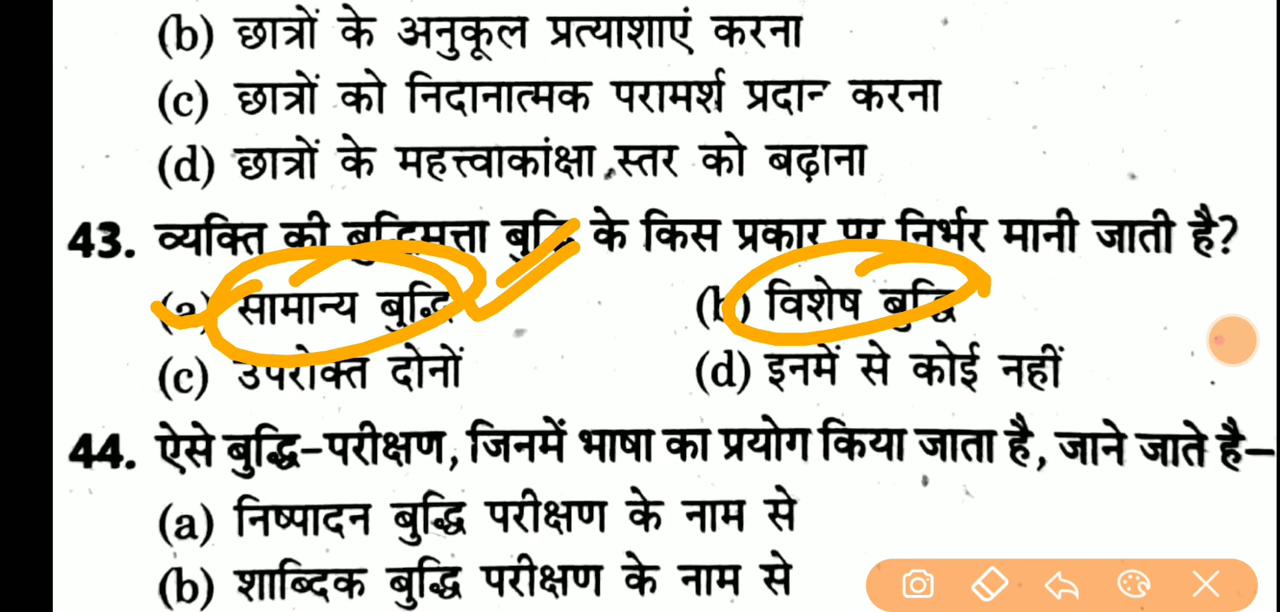 (b) छात्रों के अनुकूल प्रत्याशाएं करना
(c) छात्रों को निदानात्मक परामर्श प्रदान करना
(d) छात्रों के महत्त्वाकांक्षा स्तर को बढ़ाना
43. व्यक्ति की बुद्धिमत्ता बुद्धि के किस प्रकार पर निर्भर मानी जाती है?
(a) सामान्य बुद्धि (b) विशेष बुद्धि
(c) उपरोक्त दोनों (d) इनमें से कोई नहीं
44. ऐसे बुद्धि-परीक्षण, जिनमें भाषा का प्रयोग किया जाता है, जाने जाते है–
(a) निष्पादन बुद्धि परीक्षण के नाम से
(b) शाब्दिक बुद्धि परीक्षण के नाम से